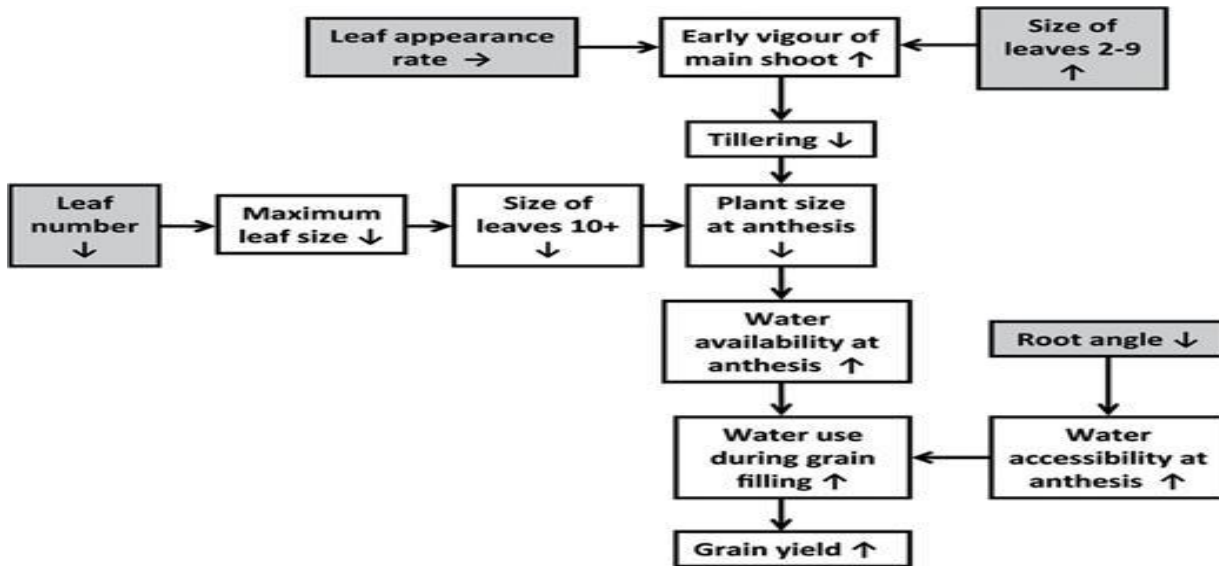 Leaf appearance
rate →
Early vigour of
main shoot ↑
Size of
leaves 2-9
↑
Tillering ↓
Leaf
number
↓
Maximum
leaf size ↓
Size of
leaves 10+
↓
Plant size
at anthesis
↓
Water
availability at
anthesis ↑
Root angle ↓
Water use
during grain
filling ↑
Water
accessibility at
anthesis ↑
Grain yield ↑